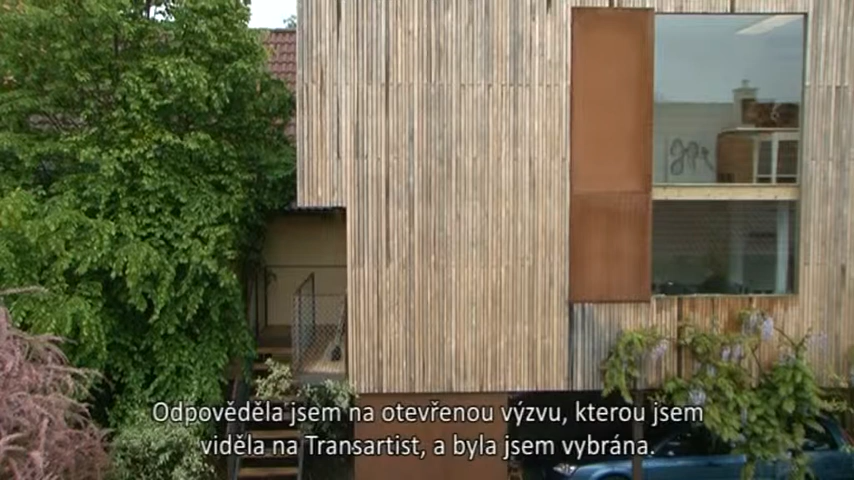 Odpověděla jsem na otevřenou výzvu, kterou jsem
viděla na Transartist, a byla jsem vybrána.